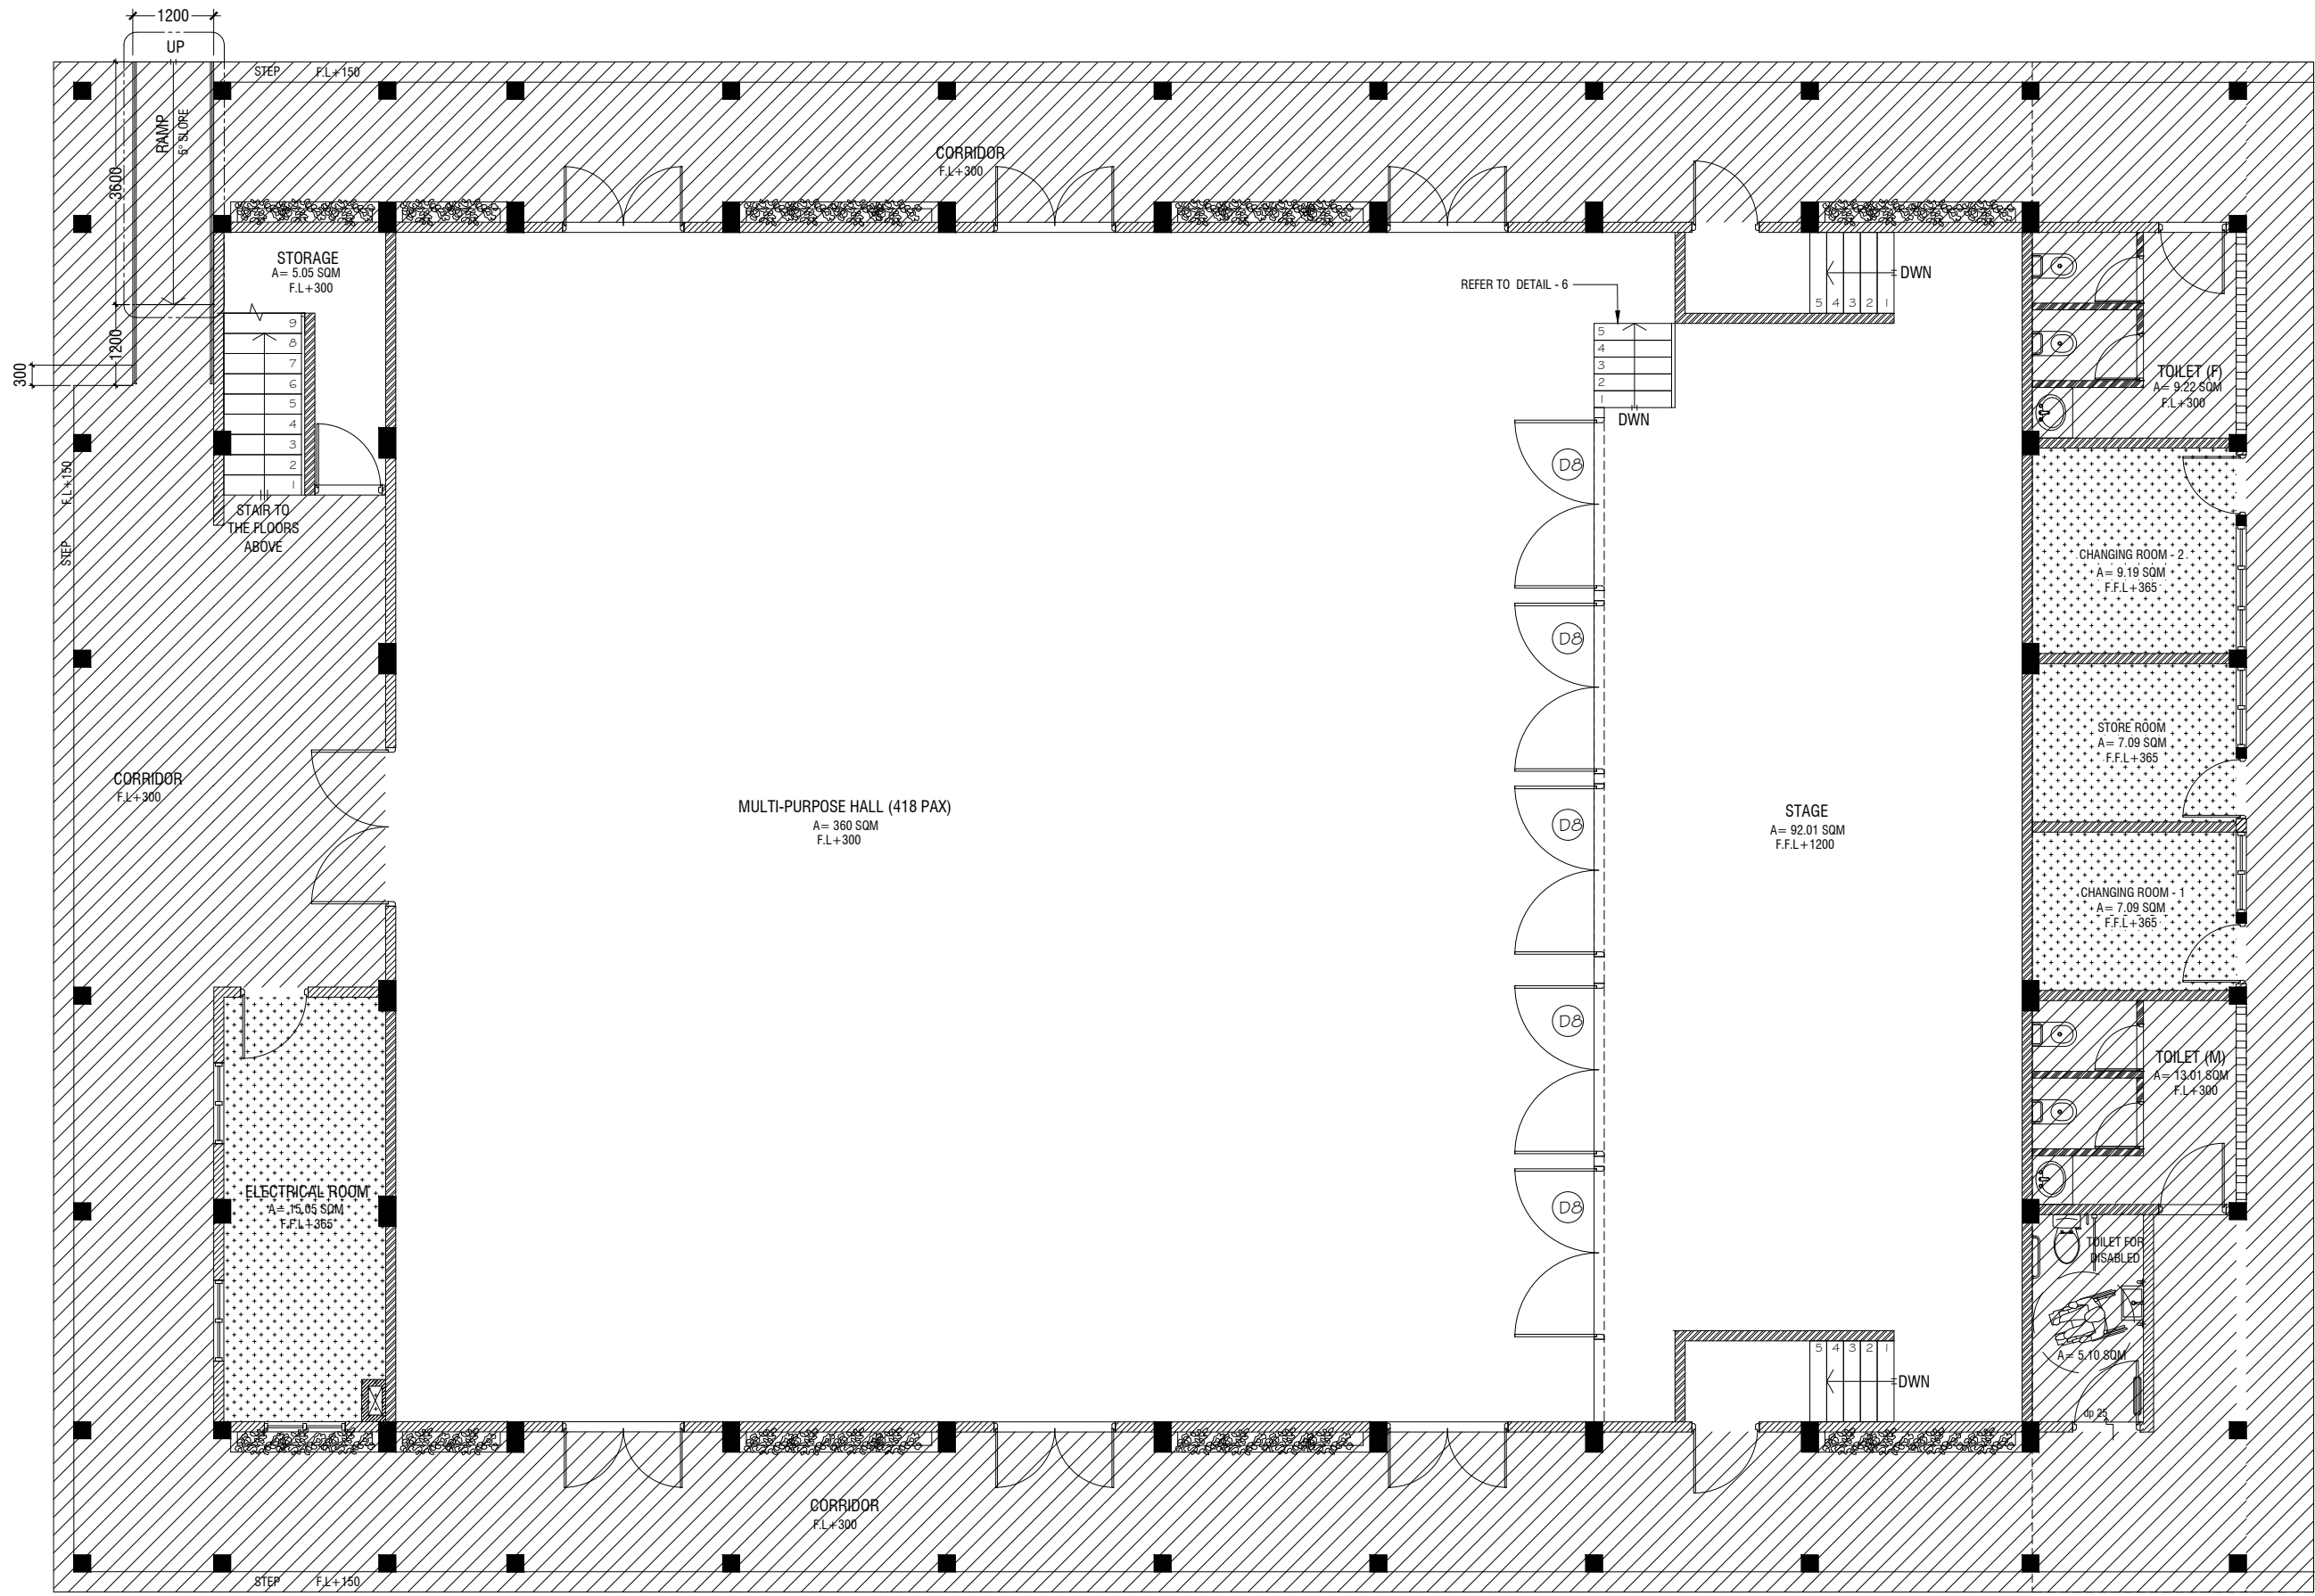 1200
UP
STEP F.L+150
RAMP
5° SLOPE
3600
1200
300
CORRIDOR
F.L+300
STORAGE
A= 5.05 SQM
F.L+300
9
8
7
6
5
4
3
2
1
STAIR TO
THE FLOORS
ABOVE
STEP F.L+150
REFER TO DETAIL - 6
5
4
3
2
1
DWN
5 4 3 2 1
DWN
TOILET (F)
A= 9.22 SQM
F.L+300
D8
D8
D8
D8
D8
CHANGING ROOM - 2
A= 9.19 SQM
F.F.L+365
STORE ROOM
A= 7.09 SQM
F.F.L+365
CORRIDOR
F.L+300
MULTI-PURPOSE HALL (418 PAX)
A= 360 SQM
F.L+300
STAGE
A= 92.01 SQM
F.F.L+1200
CHANGING ROOM - 1
A= 7.09 SQM
F.F.L+365
TOILET (M)
A= 13.01 SQM
F.L+300
ELECTRICAL ROOM
A= 15.05 SQM
F.F.L+365
TOILET FOR
DISABLED
A= 5.10 SQM
5 4 3 2 1
DWN
dp 25
CORRIDOR
F.L+300
STEP F.L+150